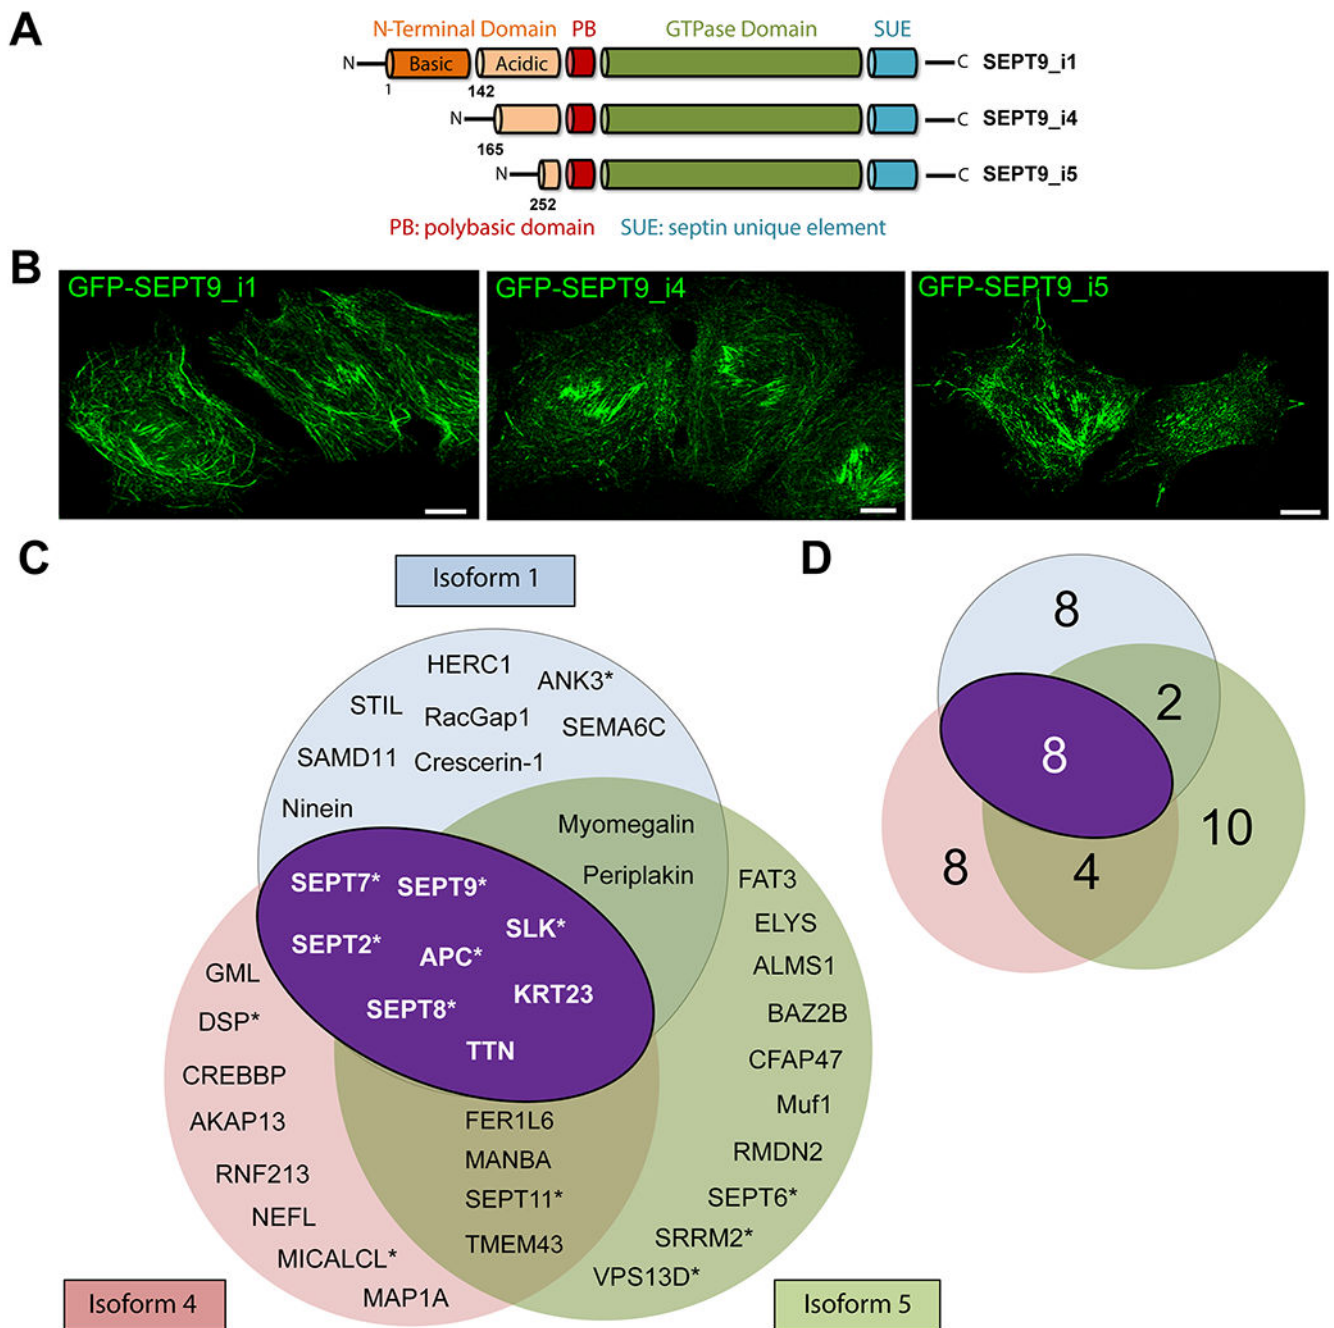 A
N-Terminal Domain PB GTPase Domain SUE
N Basic Acidic C SEPT9_i1
1 142
N C SEPT9_i4
165
N C SEPT9_i5
252
PB: polybasic domain SUE: septin unique element
B
GFP-SEPT9_i1 GFP-SEPT9_i4 GFP-SEPT9_i5
C
Isoform 1
HERC1
ANK3*
STIL
RacGap1
SEMA6C
SAMD11
Crescerin-1
Ninein
Myomegalin
Periplakin
SEPT7*
SEPT9*
SLK*
SEPT2*
APC*
KRT23
SEPT8*
TTN
GML
DSP*
CREBBP
AKAP13
RNF213
NEFL
MICALCL*
MAP1A
FER1L6
MANBA
SEPT11*
TMEM43
FAT3
ELYS
ALMS1
BAZ2B
CFAP47
Muf1
RMDN2
SEPT6*
SRRM2*
VPS13D*
Isoform 4
Isoform 5
D
8
2
8
10
8
4